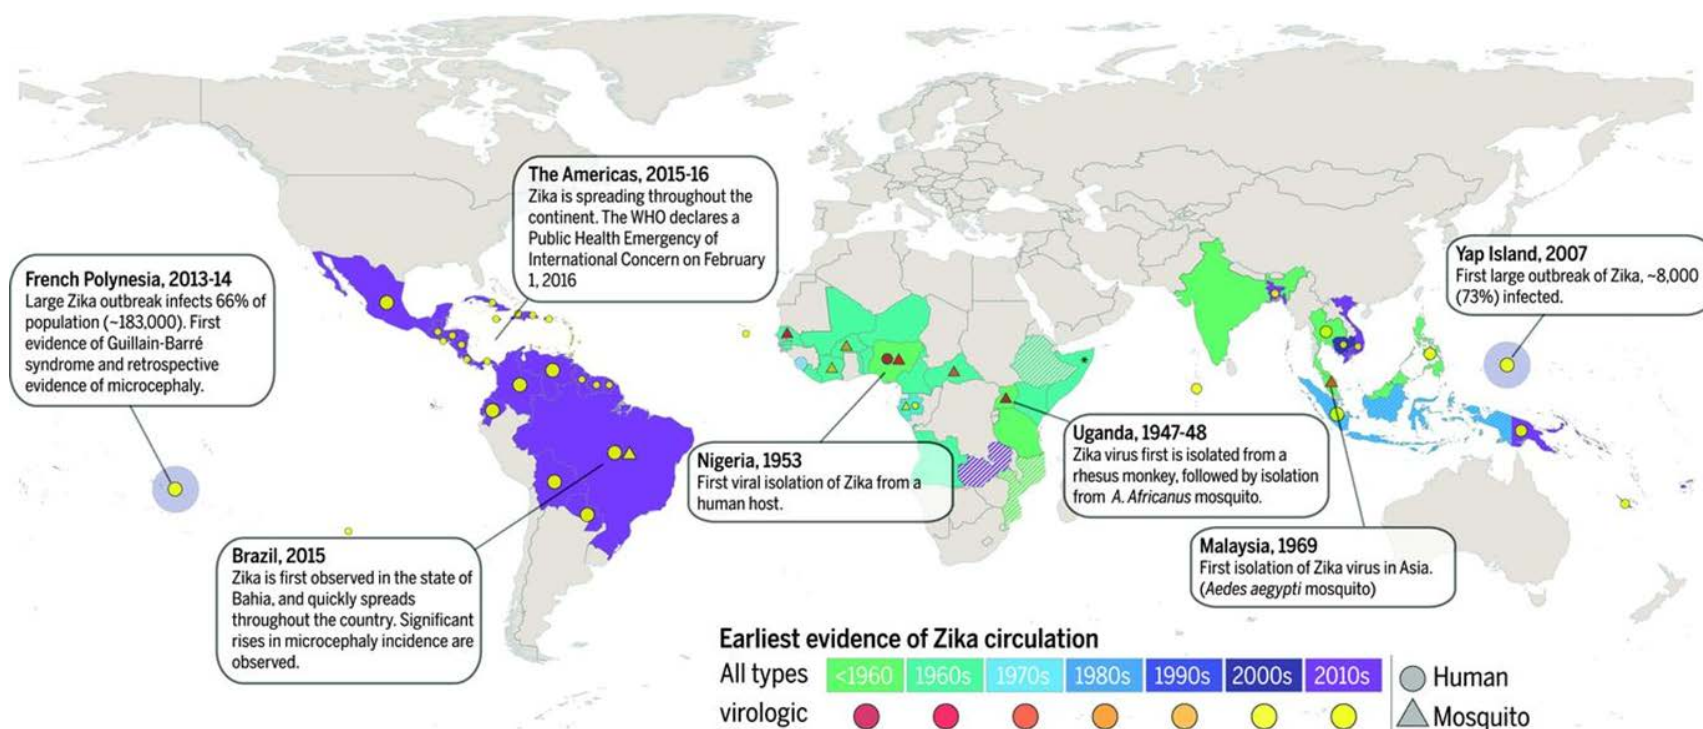 The Americas, 2015-16
Zika is spreading throughout the
continent. The WHO declares a
Public Health Emergency of
International Concern on February
1, 2016
French Polynesia, 2013-14
Large Zika outbreak infects 66% of
population (~183,000). First
evidence of Guillain-Barré
syndrome and retrospective
evidence of microcephaly.
Yap Island, 2007
First large outbreak of Zika, ~8,000
(73%) infected.
Nigeria, 1953
First viral isolation of Zika from a
human host.
Uganda, 1947-48
Zika virus first is isolated from a
rhesus monkey, followed by isolation
from A. Africanus mosquito.
Malaysia, 1969
First isolation of Zika virus in Asia.
(Aedes aegypti mosquito)
Brazil, 2015
Zika is first observed in the state of
Bahia, and quickly spreads
throughout the country. Significant
rises in microcephaly incidence are
observed.
Earliest evidence of Zika circulation
All types <1960 1960s 1970s 1980s 1990s 2000s 2010s
virologic
Human
Mosquito